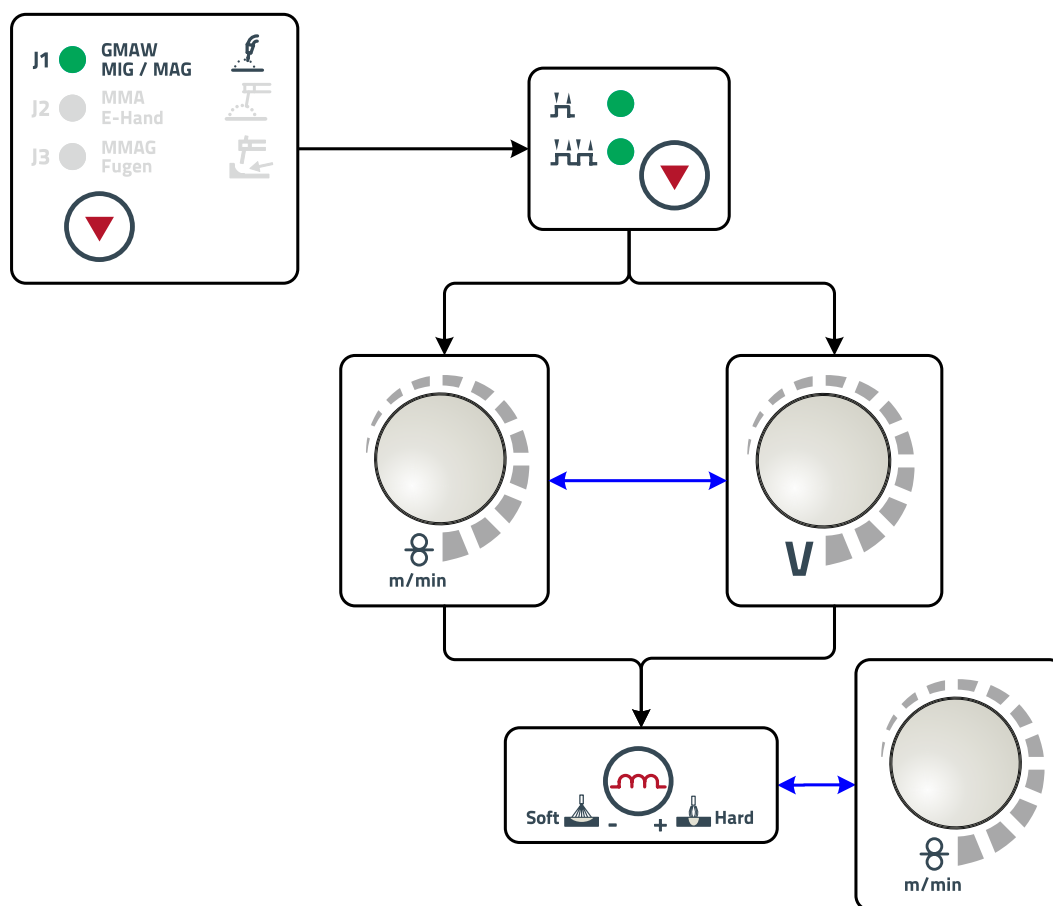 J1 GMAW
MIG / MAG
J2 MMA
E-Hand
J3 MMAG
Fugen
m/min
V
Soft - + Hard
m/min